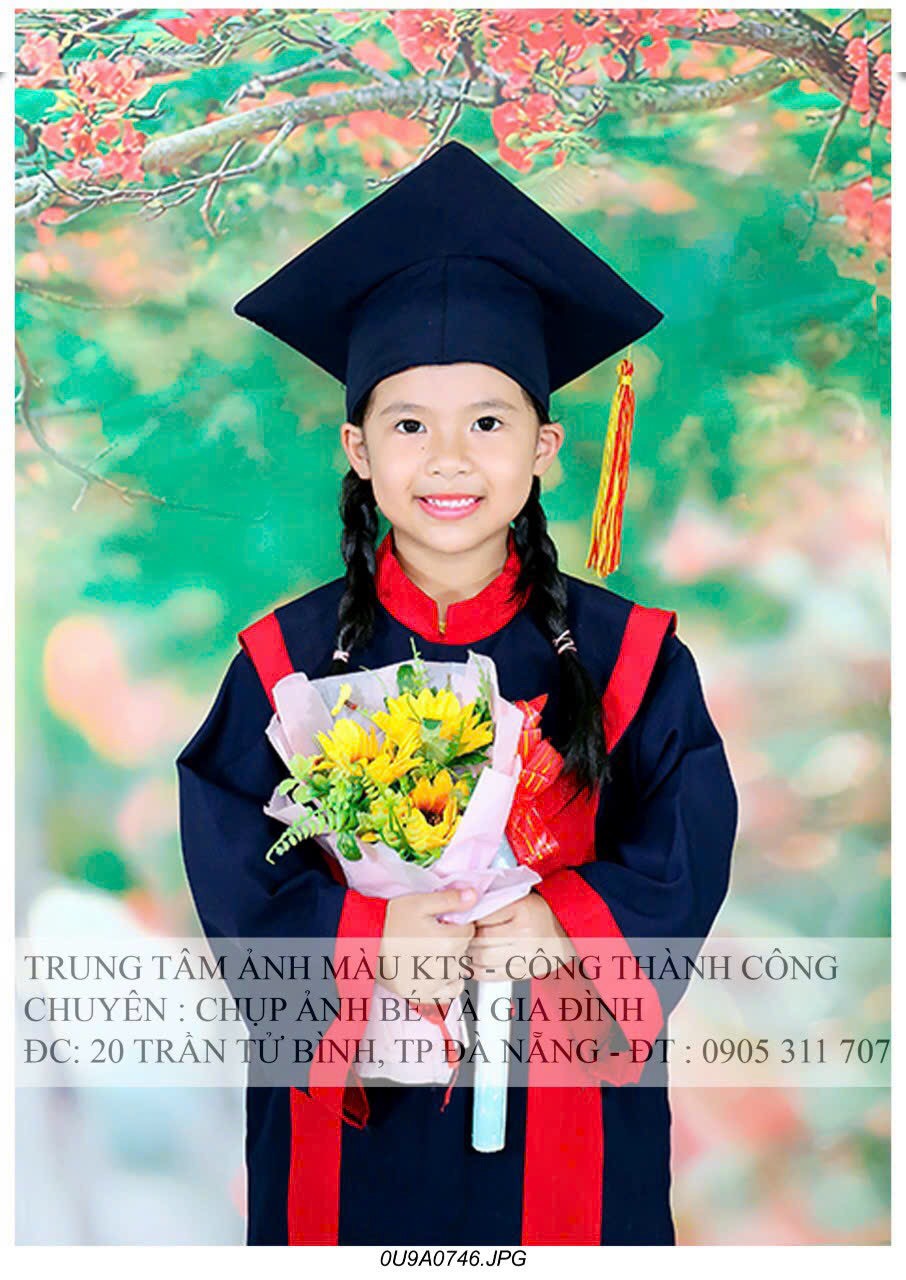 TRUNG TÂM ẢNH MÀU KTS - CÔNG THÀNH CÔNG
CHUYÊN : CHỤP ẢNH BÉ VÀ GIA ĐÌNH
ĐC: 20 TRẦN TỬ BÌNH, TP ĐÀ NẴNG - ĐT : 0905 311 707
0U9A0746.JPG